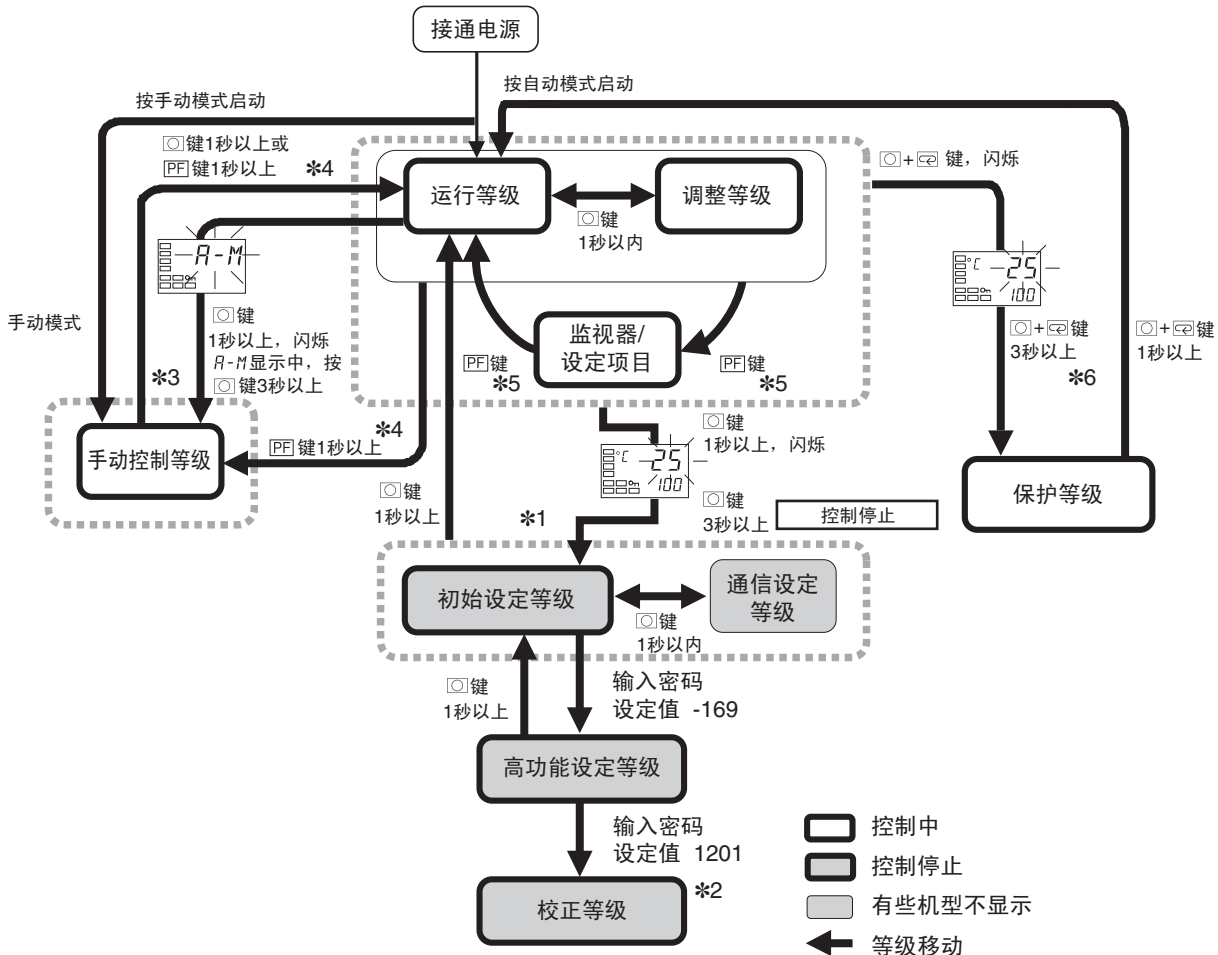 接通电源
按手动模式启动
按自动模式启动
键1秒以上或
PF 键1秒以上 *4
键, 闪烁
运行等级
调整等级
键
1秒以内
A-M
°C 25
100
手动模式
键
1秒以上, 闪烁
A-M显示中, 按
键3秒以上
*3
监视器/
设定项目
PF 键
*5
PF 键
*5
+ 键
3秒以上
*6
+ 键
1秒以上
手动控制等级
PF 键1秒以上 *4
键
1秒以上, 闪烁
°C 25
100
保护等级
键
1秒以上
*1
键
3秒以上
控制停止
初始设定等级
通信设定
等级
键
1秒以内
键
1秒以上
输入密码
设定值 -169
高功能设定等级
输入密码
设定值 1201
校正等级
*2
控制中
控制停止
有些机型不显示
等级移动